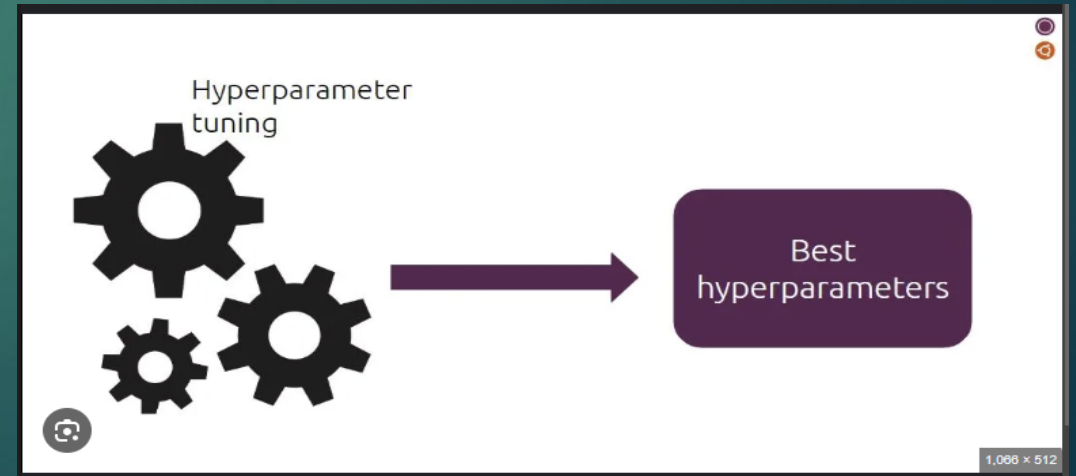 Hyperparameter
tuning
Best
hyperparameters
1,066 × 512